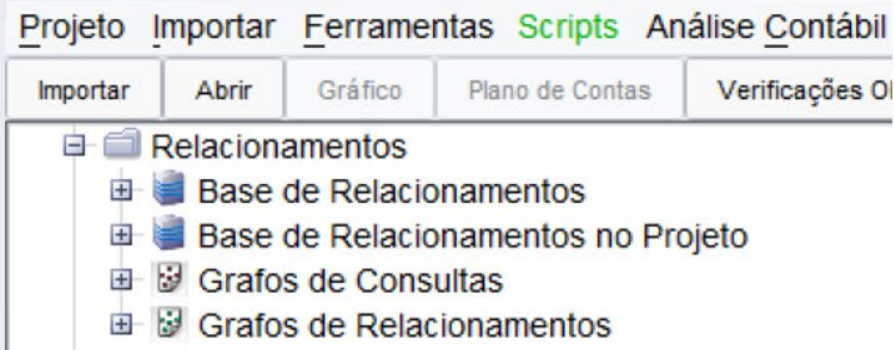 Projeto Importar Ferramentas Scripts Análise Contábil
Importar Abrir Gráfico Plano de Contas Verificações
Relacionamentos
Base de Relacionamentos
Base de Relacionamentos no Projeto
Grafos de Consultas
Grafos de Relacionamentos